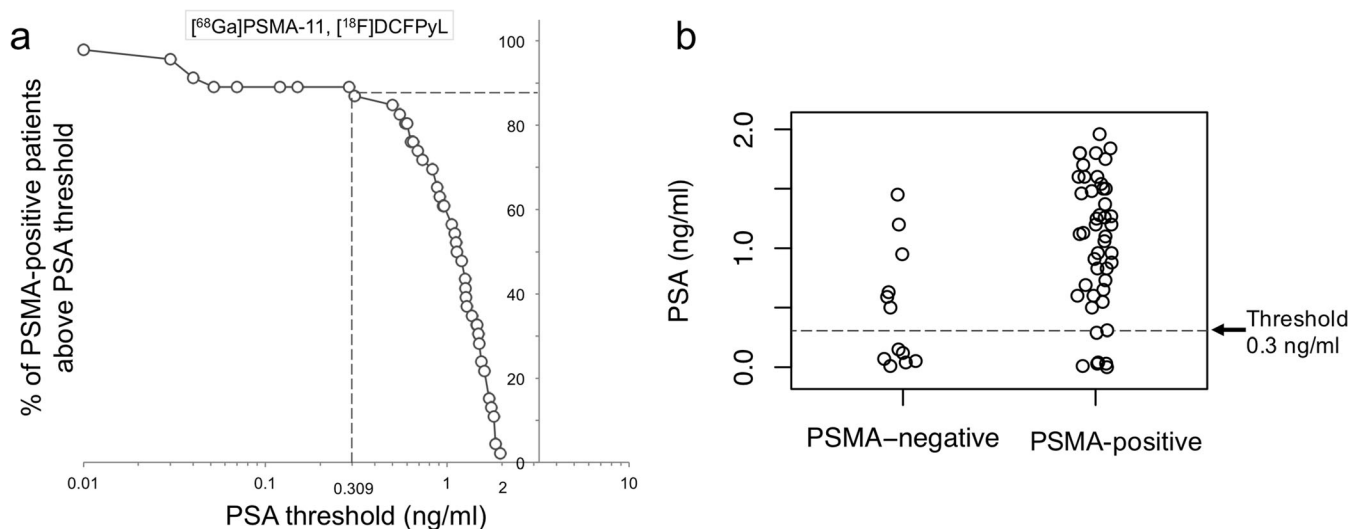 a
[⁶⁸Ga]PSMA-11, [¹⁸F]DCFPyL
% of PSMA-positive patients
above PSA threshold
100
80
60
40
20
0
0.01
0.1
0.309
1
2
10
PSA threshold (ng/ml)
b
PSA (ng/ml)
2.0
1.0
0.0
Threshold
0.3 ng/ml
PSMA–negative
PSMA-positive